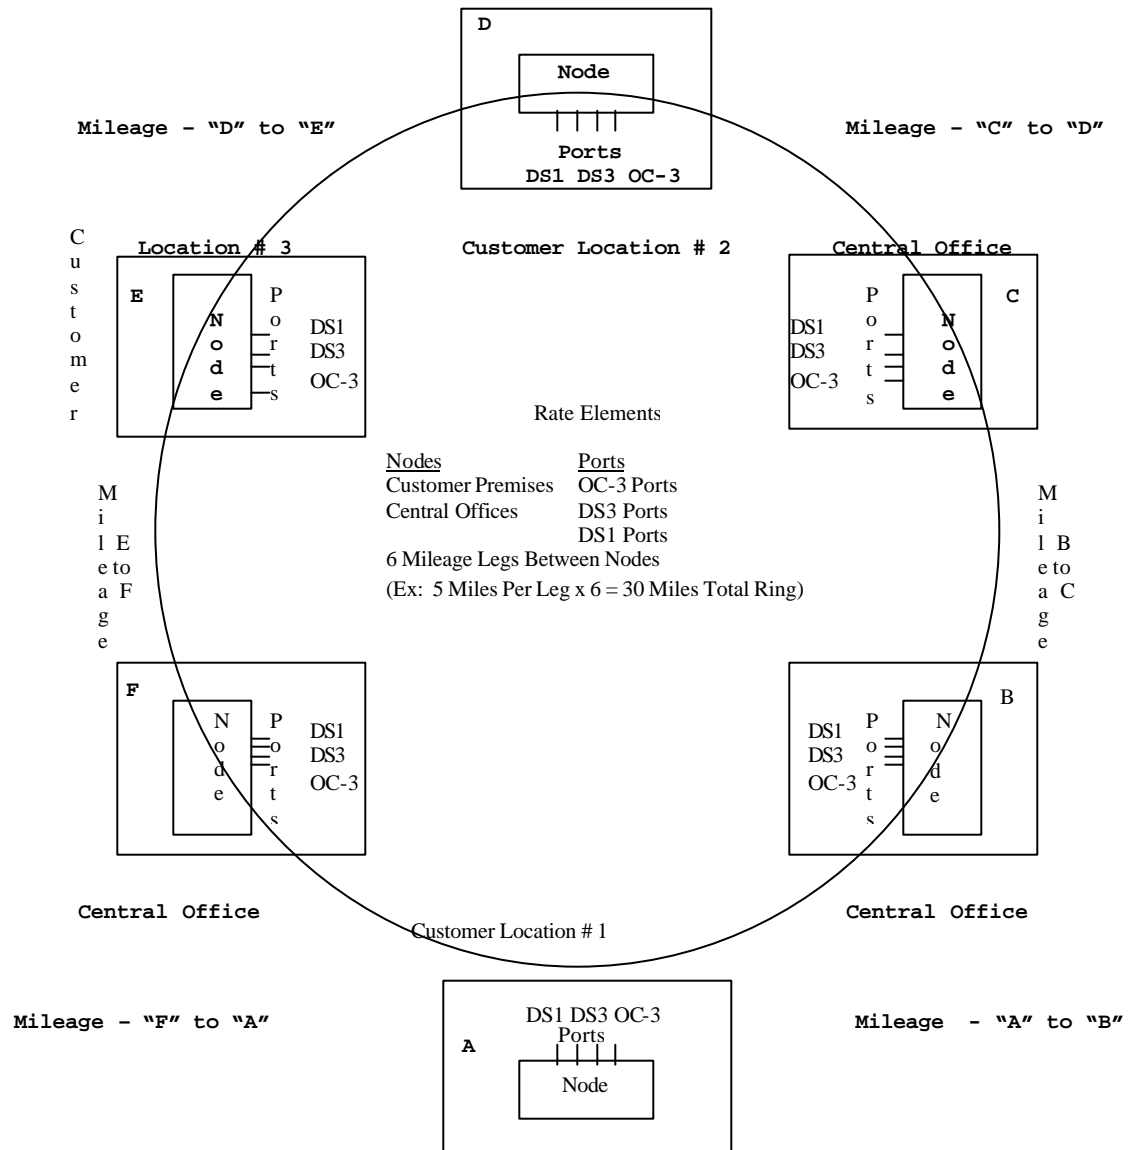 D
Node
Mileage – “D” to “E”
Mileage – “C” to “D”
Ports
DS1 DS3 OC-3
Customer
Location # 3
Customer Location # 2
Central Office
E
Node
Ports
DS1
DS3
OC-3
DS1
DS3
OC-3
Ports
Node
C
Rate Elements
Nodes
Ports
Customer Premises
OC-3 Ports
Central Offices
DS3 Ports
DS1 Ports
6 Mileage Legs Between Nodes
(Ex: 5 Miles Per Leg x 6 = 30 Miles Total Ring)
Mileage
E to F
Mileage
B to C
F
Node
Ports
DS1
DS3
OC-3
DS1
DS3
OC-3
Ports
Node
B
Central Office
Central Office
Customer Location # 1
Mileage – “F” to “A”
Mileage - “A” to “B”
DS1 DS3 OC-3
Ports
A
Node